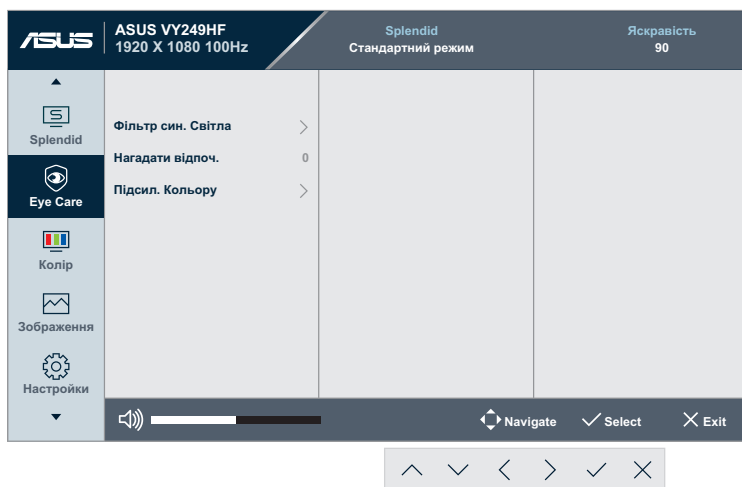 ASUS
ASUS VY249HF
1920 X 1080 100Hz
Splendid
Стандартний режим
Яскравість
90
Splendid
Eye Care
Колір
Зображення
Настройки
Фільтр син. Світла
Нагадати відпоч. 0
Підсил. Кольору
Navigate Select Exit